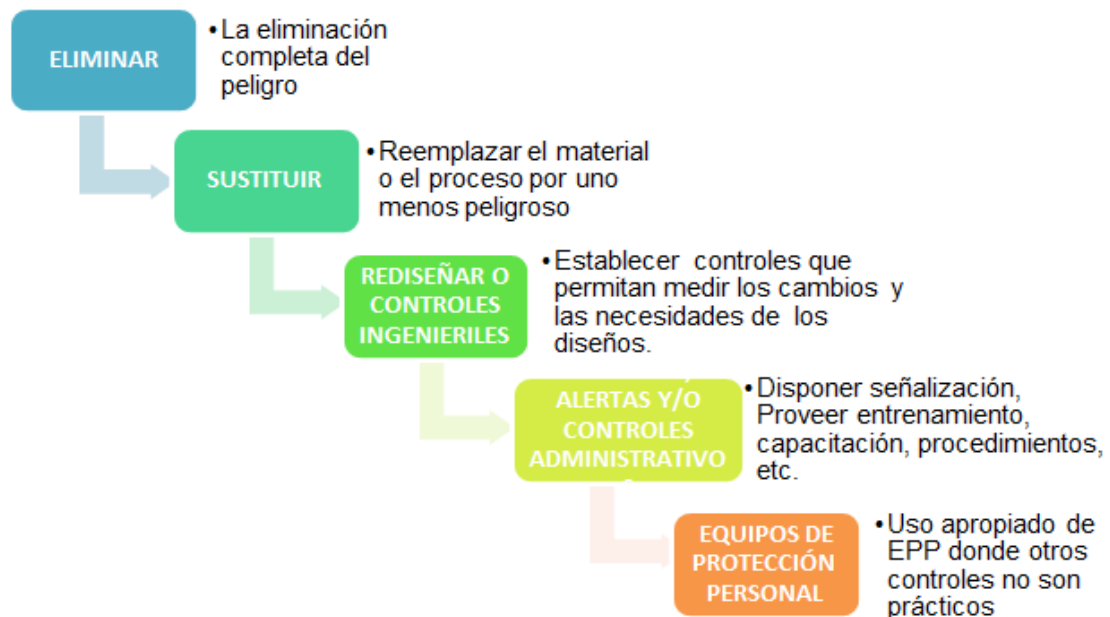 ELIMINAR
•La eliminación
completa del
peligro
SUSTITUIR
•Reemplazar el material
o el proceso por uno
menos peligroso
REDISEÑAR O
CONTROLES
INGENIERILES
•Establecer controles que
permitan medir los cambios y
las necesidades de los
diseños.
ALERTAS Y/Ó
CONTROLES
ADMINISTRATIVO
•Disponer señalización,
Proveer entrenamiento,
capacitación, procedimientos,
etc.
EQUIPOS DE
PROTECCIÓN
PERSONAL
•Uso apropiado de
EPP donde otros
controles no son
prácticos